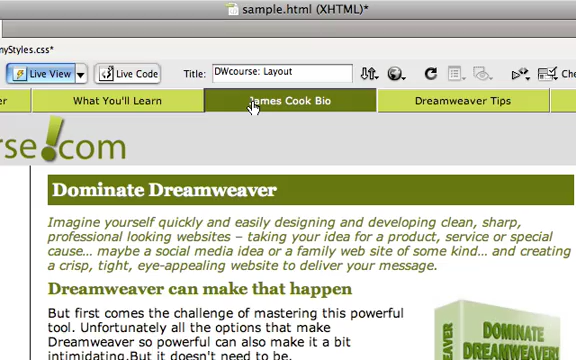 sample.html (XHTML)*
nyStyles.css*
Live View Live Code Title: DWcourse: Layout Chec
er What You'll Learn James Cook Bio Dreamweaver Tips
rse!com
Dominate Dreamweaver
Imagine yourself quickly and easily designing and developing clean, sharp,
professional looking websites – taking your idea for a product, service or special
cause… maybe a social media idea or a family web site of some kind… and creating
a crisp, tight, eye-appealing website to deliver your message.
Dreamweaver can make that happen
But first comes the challenge of mastering this powerful
tool. Unfortunately all the options that make
Dreamweaver so powerful can also make it a bit
intimidating.But it doesn't need to be.
DOMINATE
DREAMWEAVER!
WEAVER